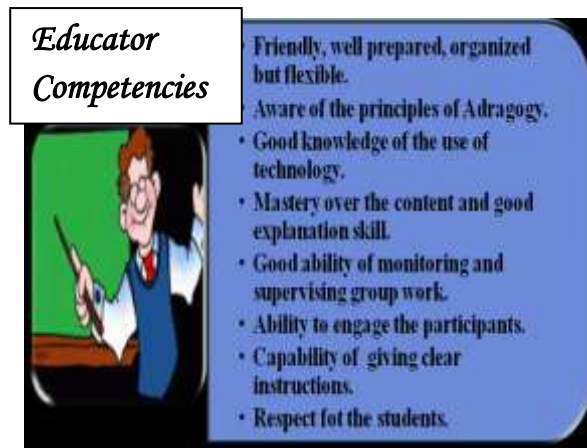 Educator
Competencies
• Friendly, well prepared, organized
but flexible.
• Aware of the principles of Adragogy.
• Good knowledge of the use of
technology.
• Mastery over the content and good
explanation skill.
• Good ability of monitoring and
supervising group work.
• Ability to engage the participants.
• Capability of giving clear
instructions.
• Respect fot the students.